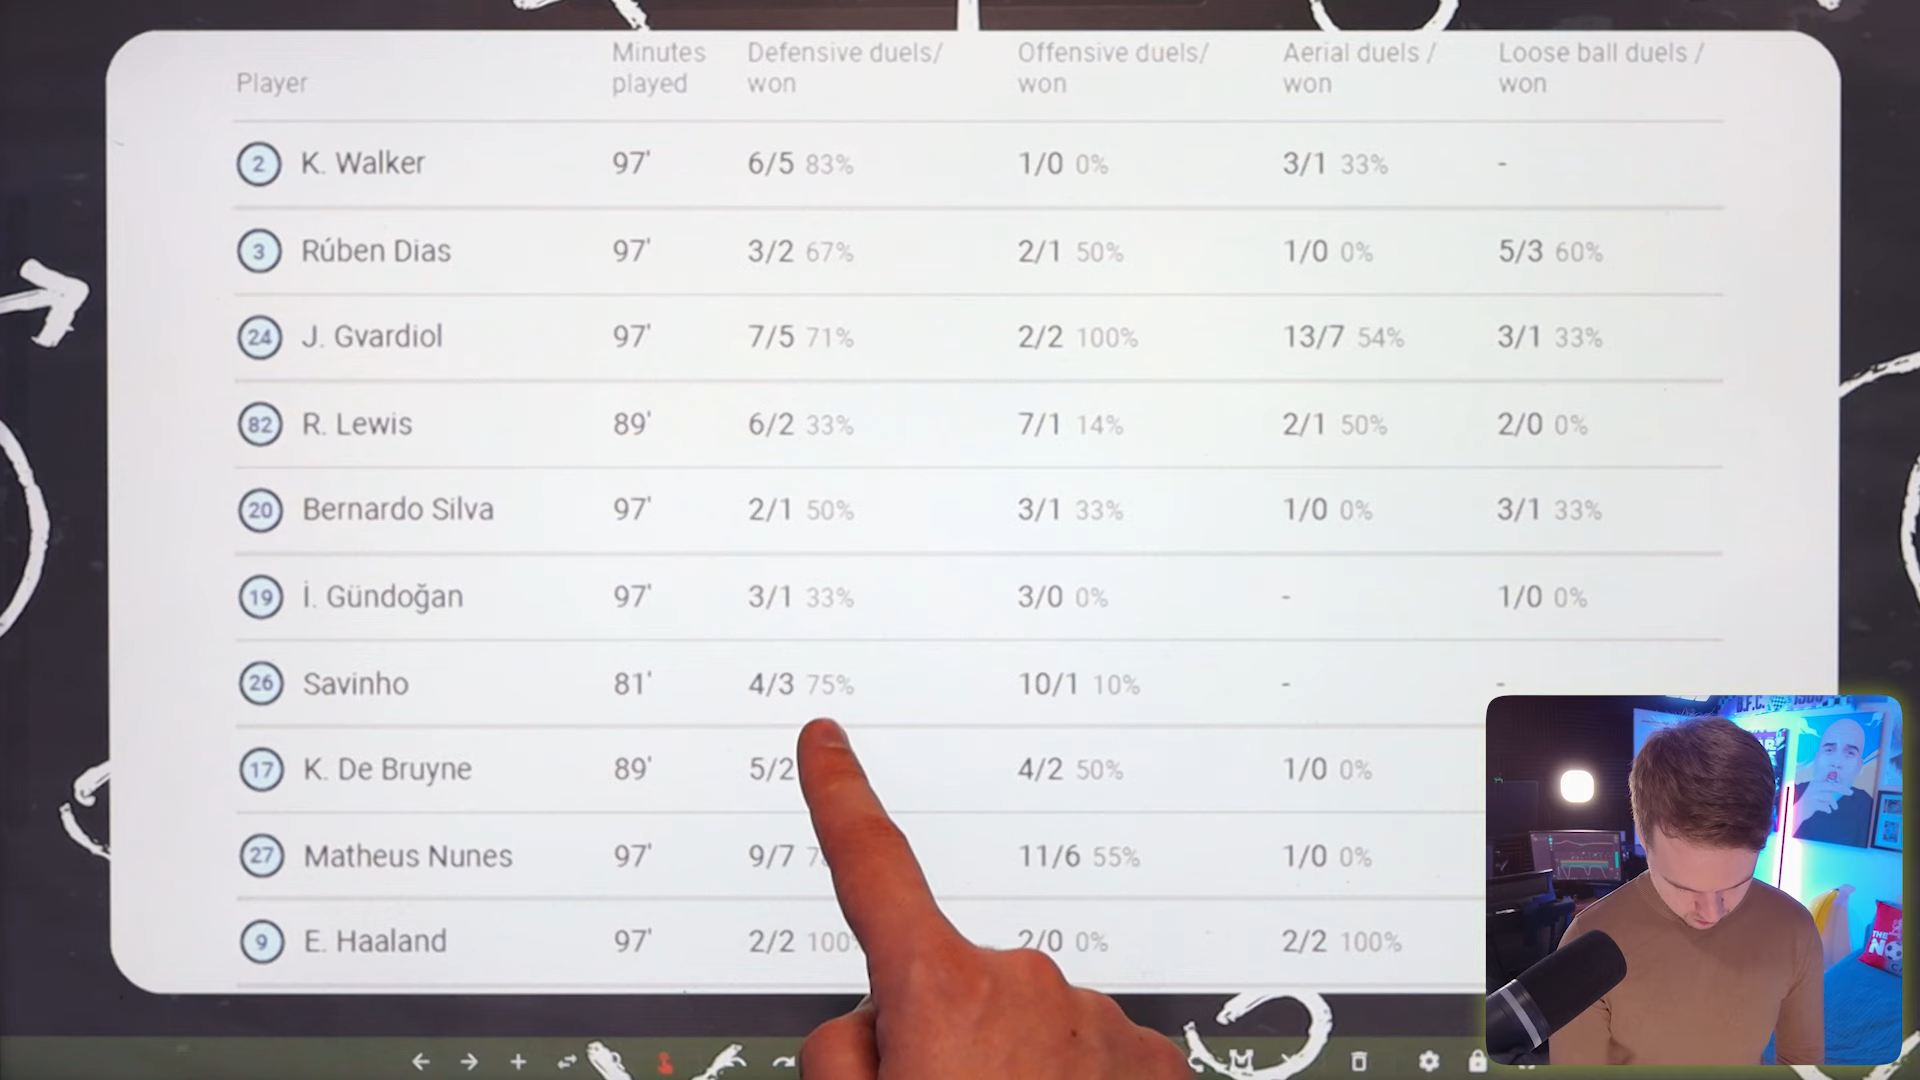 Player Minutes played Defensive duels/ won Offensive duels/ won Aerial duels / won Loose ball duels / won
2 K. Walker 97' 6/5 83% 1/0 0% 3/1 33% -
3 Rúben Dias 97' 3/2 67% 2/1 50% 1/0 0% 5/3 60%
24 J. Gvardiol 97' 7/5 71% 2/2 100% 13/7 54% 3/1 33%
82 R. Lewis 89' 6/2 33% 7/1 14% 2/1 50% 2/0 0%
20 Bernardo Silva 97' 2/1 50% 3/1 33% 1/0 0% 3/1 33%
19 İ. Gündoğan 97' 3/1 33% 3/0 0% - 1/0 0%
26 Savinho 81' 4/3 75% 10/1 10% - -
17 K. De Bruyne 89' 5/2 4/2 50% 1/0 0%
27 Matheus Nunes 97' 9/7 11/6 55% 1/0 0%
9 E. Haaland 97' 2/2 100% 2/0 0% 2/2 100%
B.F.C.
THE